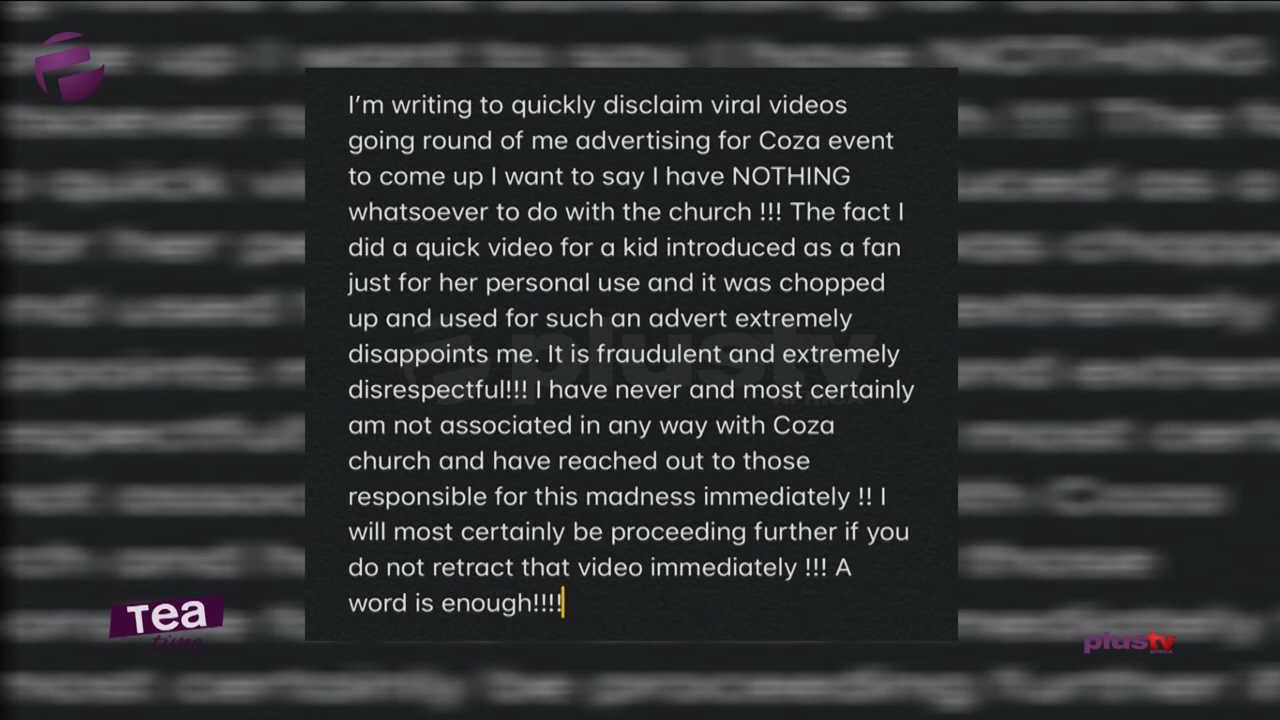 I’m writing to quickly disclaim viral videos
going round of me advertising for Coza event
to come up I want to say I have NOTHING
whatsoever to do with the church !!! The fact I
did a quick video for a kid introduced as a fan
just for her personal use and it was chopped
up and used for such an advert extremely
disappoints me. It is fraudulent and extremely
disrespectful!!! I have never and most certainly
am not associated in any way with Coza
church and have reached out to those
responsible for this madness immediately !! I
will most certainly be proceeding further if you
do not retract that video immediately !!! A
word is enough!!!!
Tea
time
plustv
AFRICA